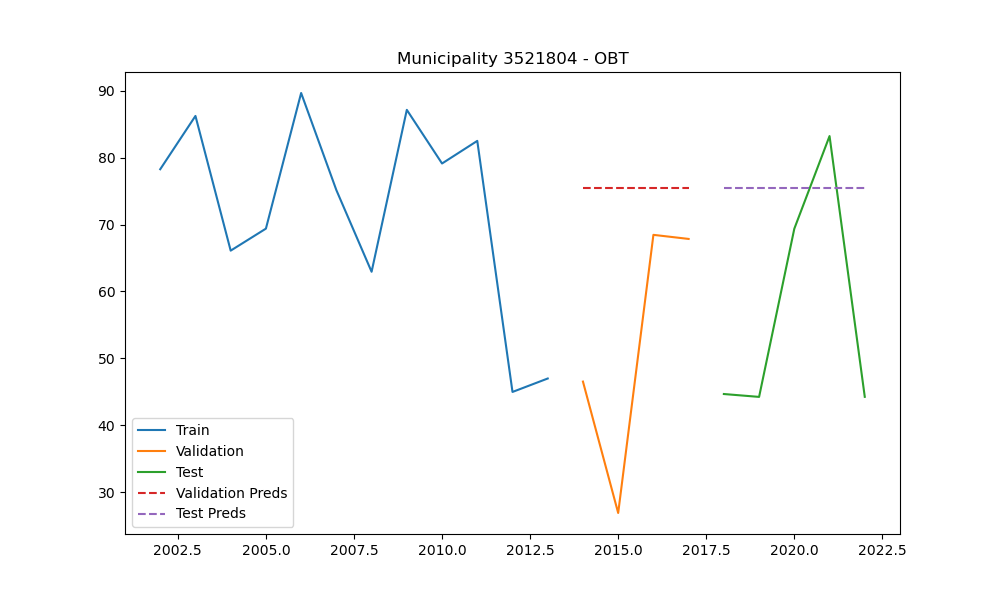 Municipality 3521804 - OBT
90
80
70
60
50
40
30
Train
Validation
Test
Validation Preds
Test Preds
2002.5 2005.0 2007.5 2010.0 2012.5 2015.0 2017.5 2020.0 2022.5